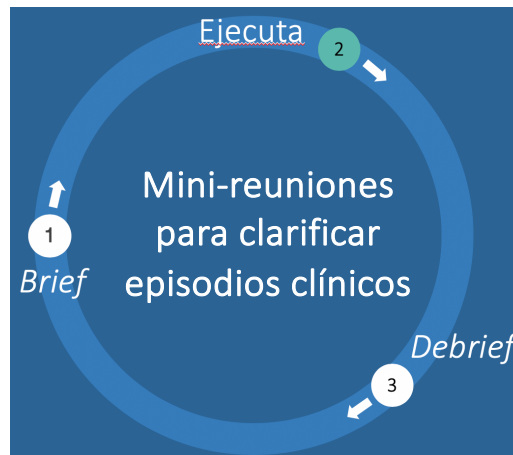 Ejecuta
2
Mini-reuniones
para clarificar
episodios clínicos
1
Brief
Debrief
3